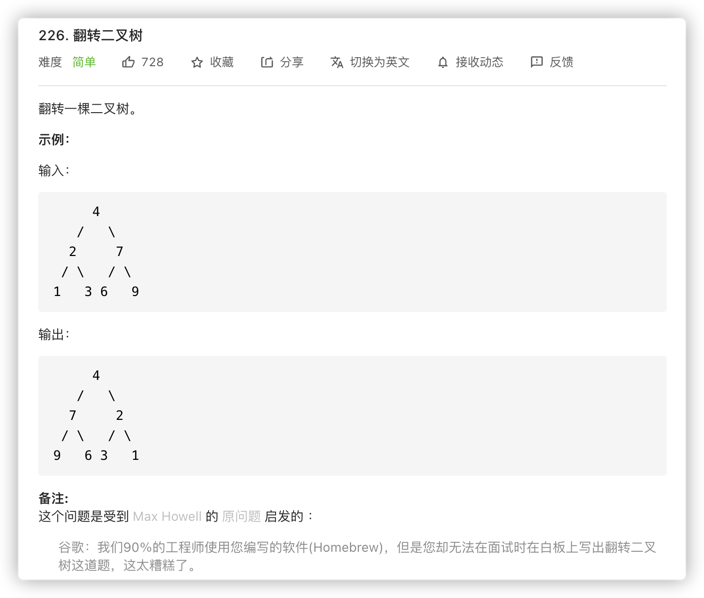 226. 翻转二叉树
难度 简单 728 收藏 分享 切换为英文 接收动态 反馈
翻转一棵二叉树。
示例：
输入：
     4
   /   \
  2     7
 / \   / \
1   3 6   9
输出：
     4
   /   \
  7     2
 / \   / \
9   6 3   1
备注:
这个问题是受到 Max Howell 的 原问题 启发的 ：
谷歌：我们90%的工程师使用您编写的软件(Homebrew)，但是您却无法在面试时在白板上写出翻转二叉
树这道题，这太糟糕了。